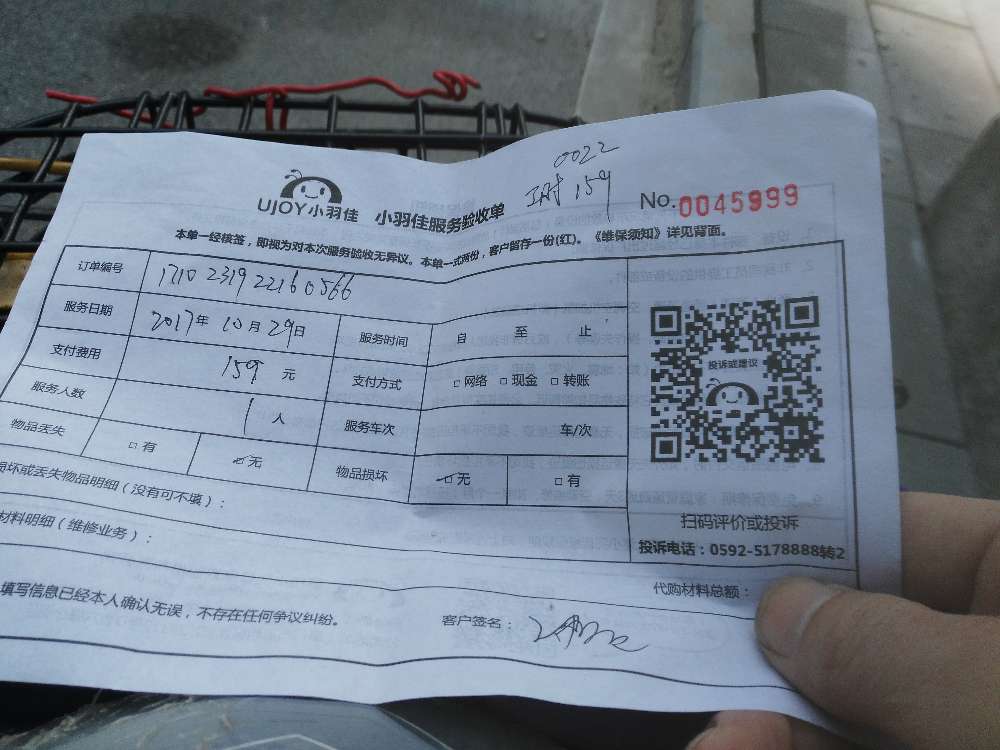 0022
工时 159
UJOY小羽佳 小羽佳服务验收单 No.0045999
本单一经核签，即视为对本次服务验收无异议。本单一式两份，客户留存一份(红)。《维保须知》详见背面。
订单编号 1710 2319 2216 0566
服务日期 2017年 10月 29日 服务时间 自 至 止
支付费用 159 元 支付方式 □网络 □现金 □转账
服务人数 1 人 服务车次 车/次
物品丢失 □有 ☑无 物品损坏 ☑无 □有
损坏或丢失物品明细（没有可不填）：
材料明细（维修业务）：
投诉或建议
扫码评价或投诉
投诉电话：0592-5178888转2
代购材料总额：
填写信息已经本人确认无误，不存在任何争议纠纷。
客户签名：